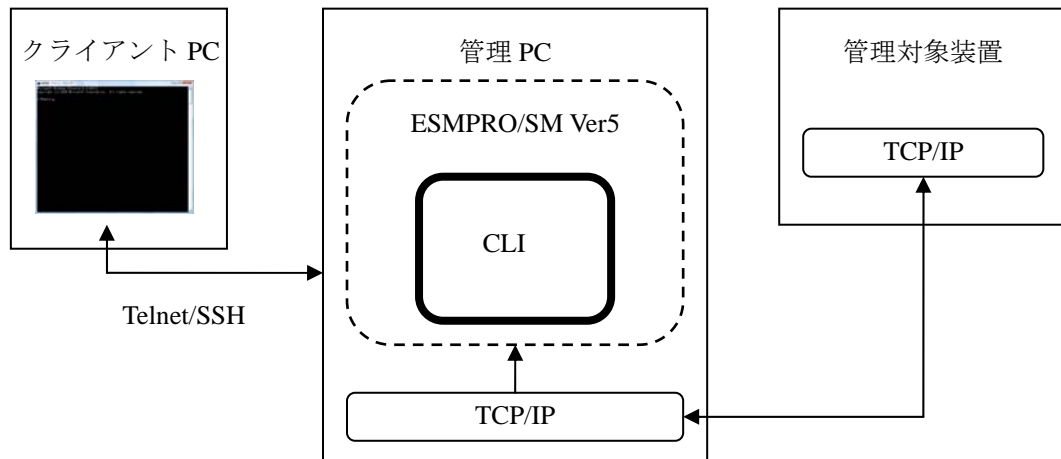 クライアント PC
管理 PC
管理対象装置
ESMPRO/SM Ver5
TCP/IP
CLI
Telnet/SSH
TCP/IP